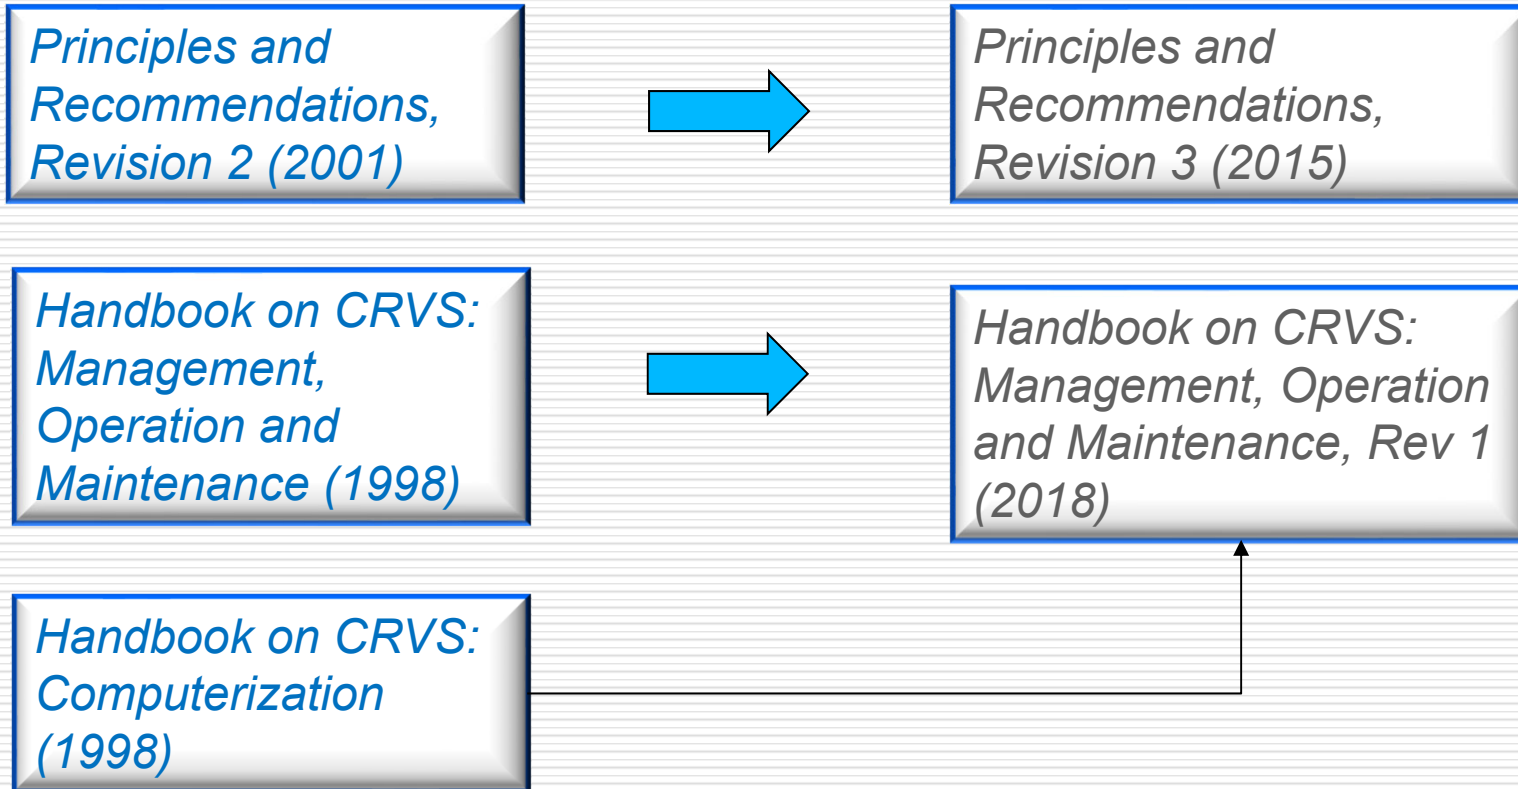 Principles and
Recommendations,
Revision 2 (2001)
Principles and
Recommendations,
Revision 3 (2015)
Handbook on CRVS:
Management,
Operation and
Maintenance (1998)
Handbook on CRVS:
Management, Operation
and Maintenance, Rev 1
(2018)
Handbook on CRVS:
Computerization
(1998)